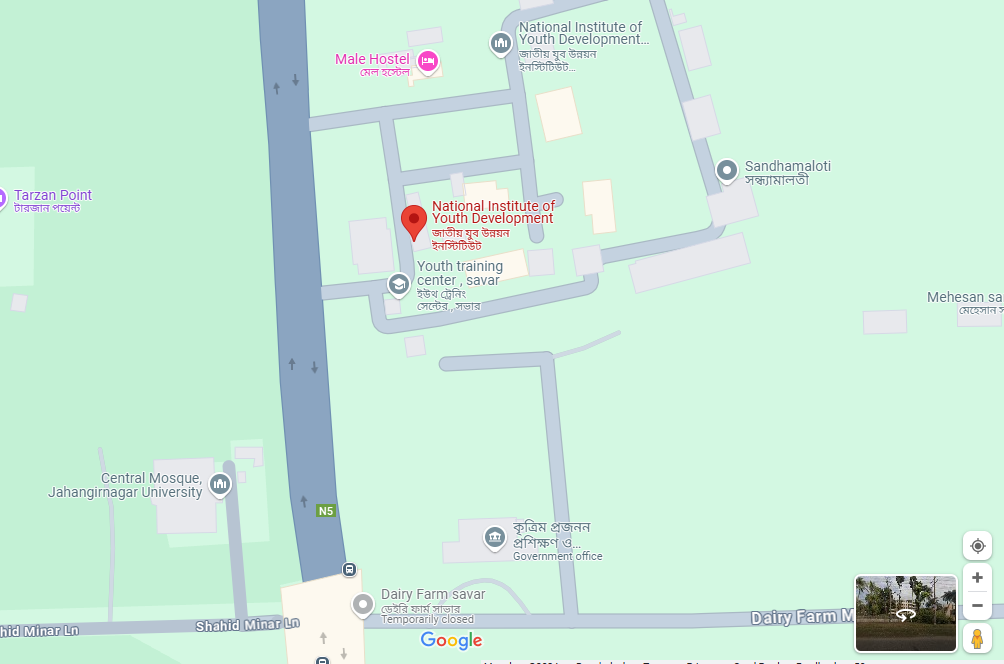 National Institute of
Youth Development...
জাতীয় যুব উন্নয়ন
ইনস্টিটিউট...
Male Hostel
মেল হস্টেল
Sandhamaloti
সন্ধ্যামালতী
Tarzan Point
টারজান পয়েন্ট
National Institute of
Youth Development
জাতীয় যুব উন্নয়ন
ইনস্টিটিউট
Youth training
center , savar
ইউথ ট্রেনিং
সেন্টের , সভার
Mehesan sa
মেহেসান স
Central Mosque,
Jahangirnagar University
N5
কৃত্রিম প্রজনন
প্রশিক্ষণ ও...
Government office
Dairy Farm savar
ডেইরি ফার্ম সাভার
Temporarily closed
hid Minar Ln
Shahid Minar Ln
Dairy Farm M
Google